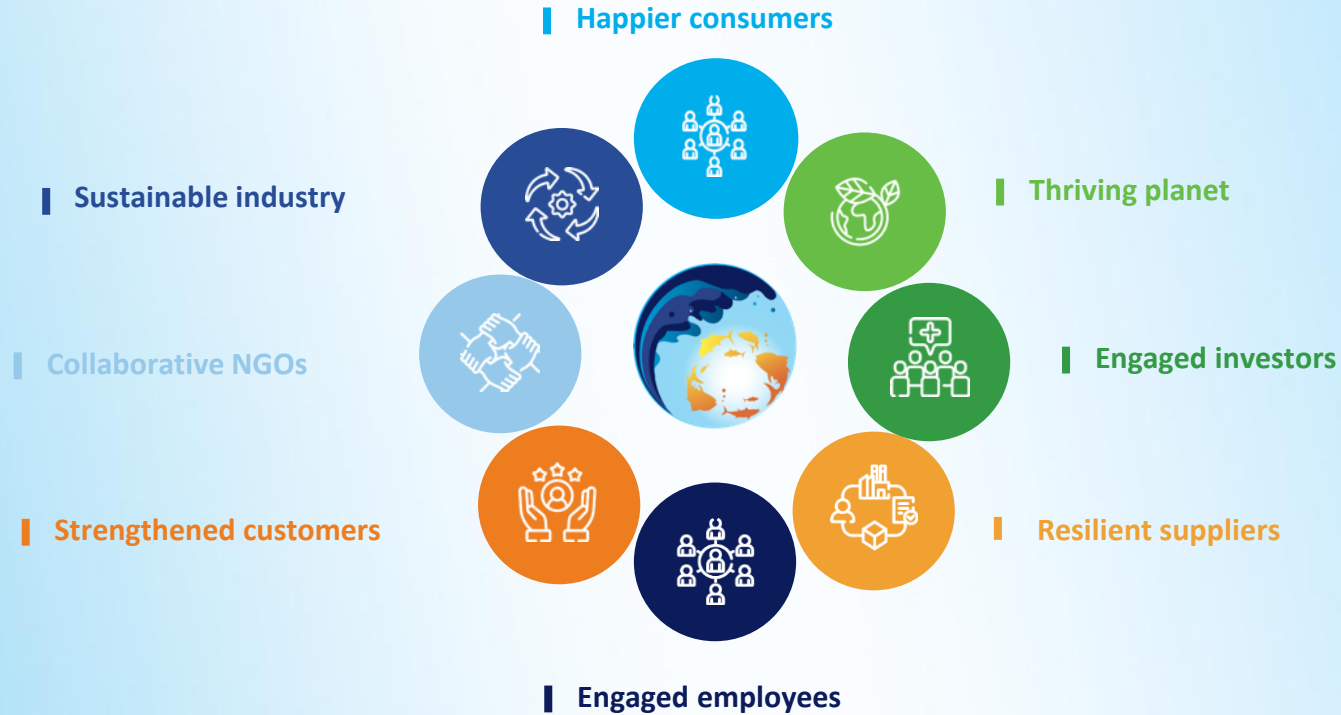 Happier consumers
Sustainable industry
Thriving planet
Collaborative NGOs
Engaged investors
Strengthened customers
Resilient suppliers
Engaged employees